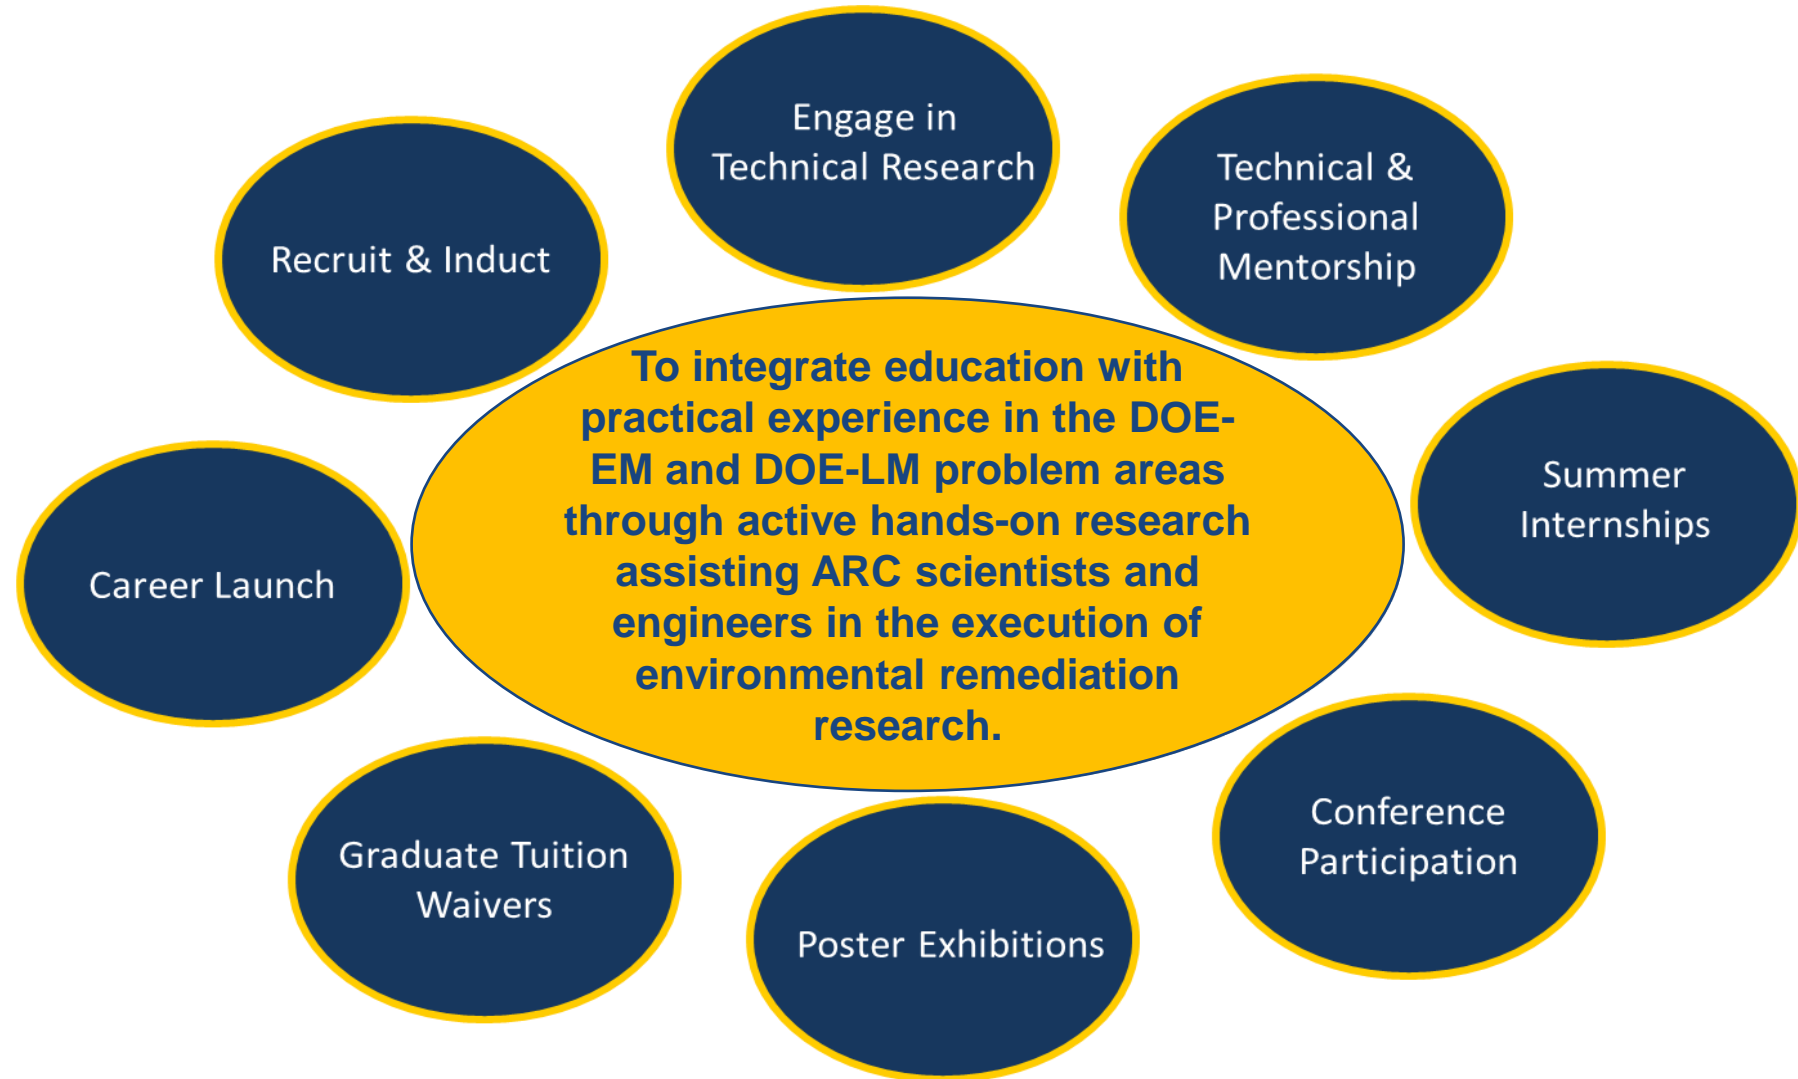 Engage in
Technical Research
Technical &
Professional
Mentorship
Recruit & Induct
To integrate education with
practical experience in the DOE-
EM and DOE-LM problem areas
through active hands-on research
assisting ARC scientists and
engineers in the execution of
environmental remediation
research.
Summer
Internships
Career Launch
Conference
Participation
Graduate Tuition
Waivers
Poster Exhibitions